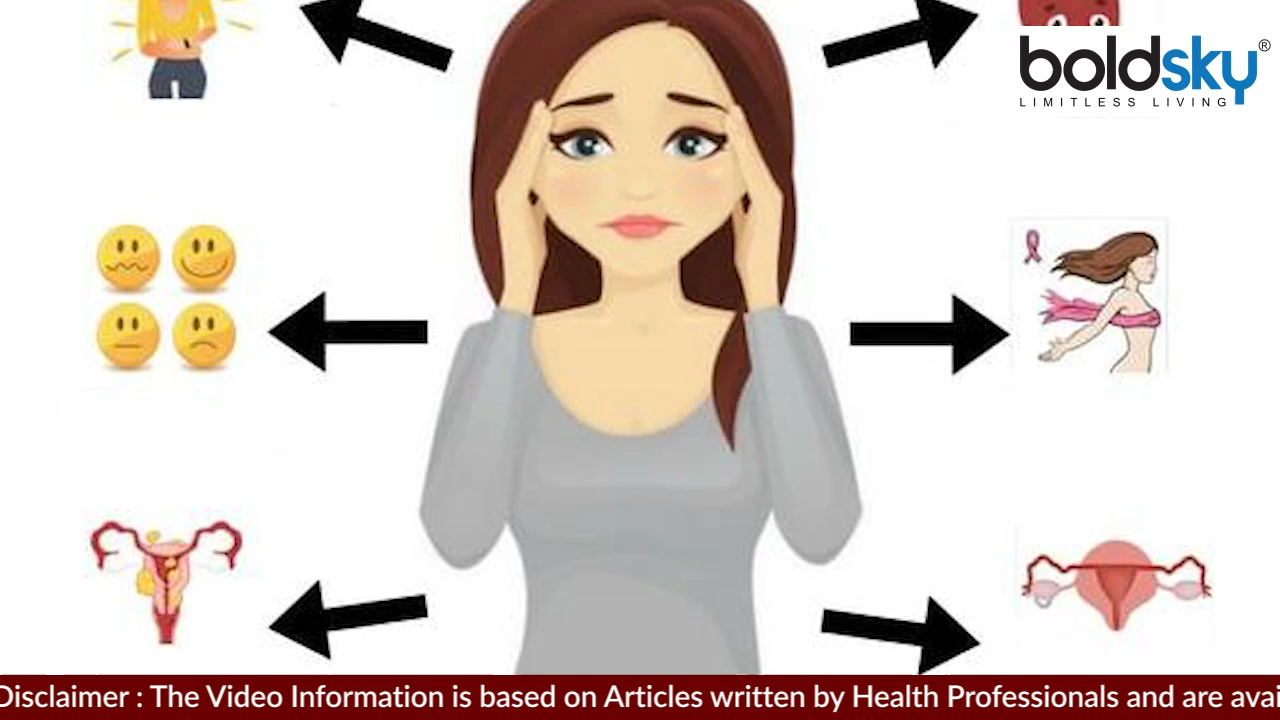 boldsky®
LIMITLESS LIVING
Disclaimer : The Video Information is based on Articles written by Health Professionals and are avai